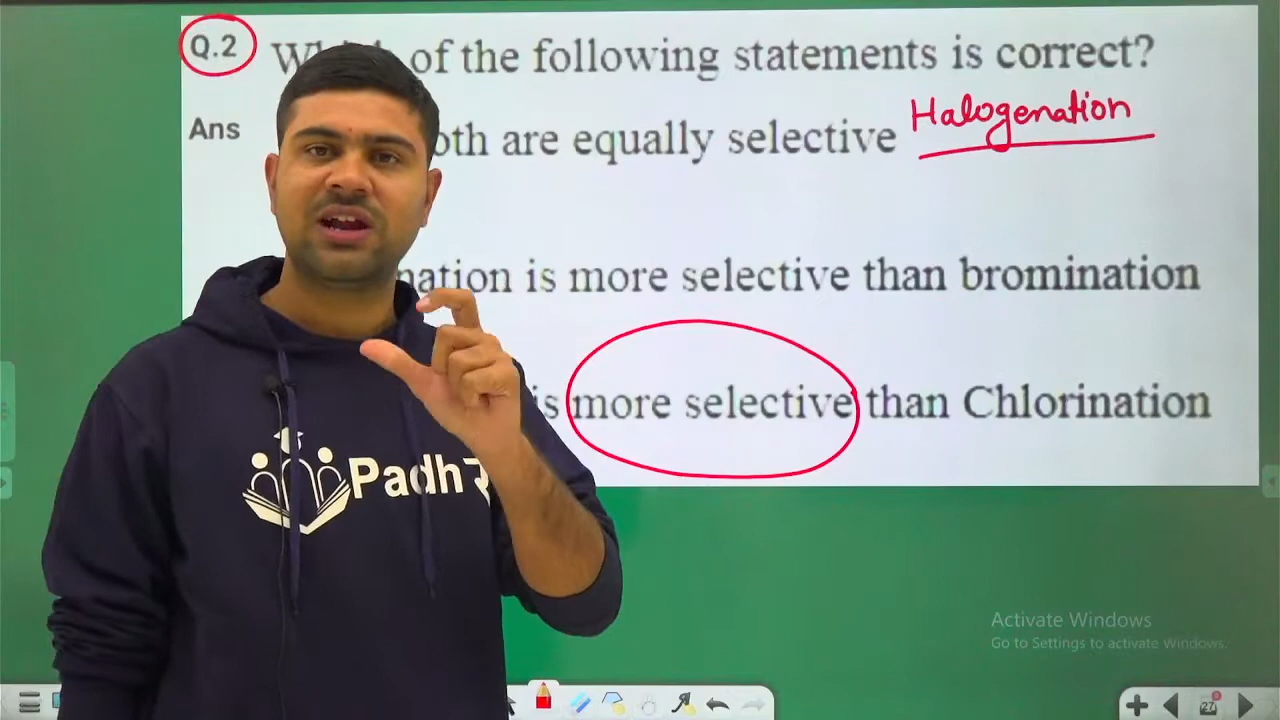 Q.2 of the following statements is correct?
Halogenation
Ans oth are equally selective
nation is more selective than bromination
is more selective than Chlorination
Padh
Activate Windows
Go to Settings to activate Windows.
27